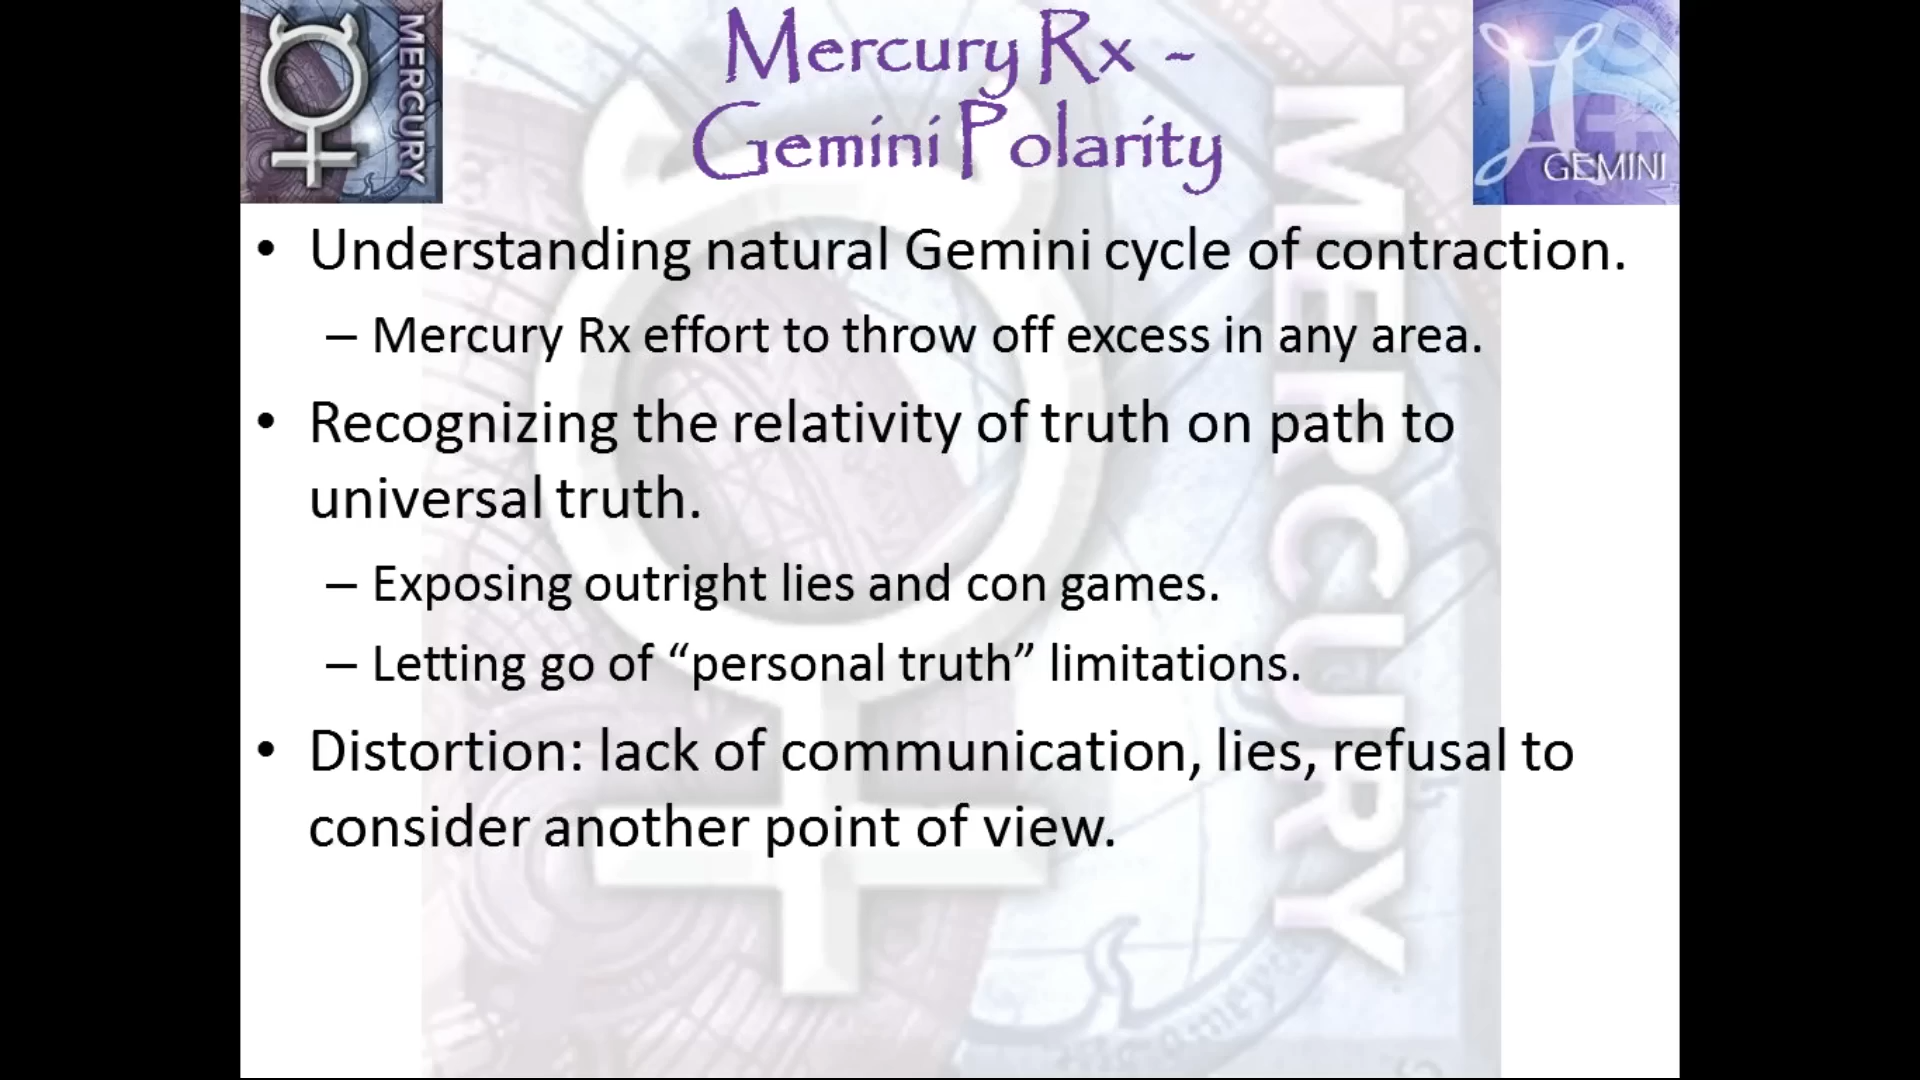 MERCURY
Mercury Rx -
Gemini Polarity
GEMINI
• Understanding natural Gemini cycle of contraction.
– Mercury Rx effort to throw off excess in any area.
• Recognizing the relativity of truth on path to
universal truth.
– Exposing outright lies and con games.
– Letting go of “personal truth” limitations.
• Distortion: lack of communication, lies, refusal to
consider another point of view.
MERCURY